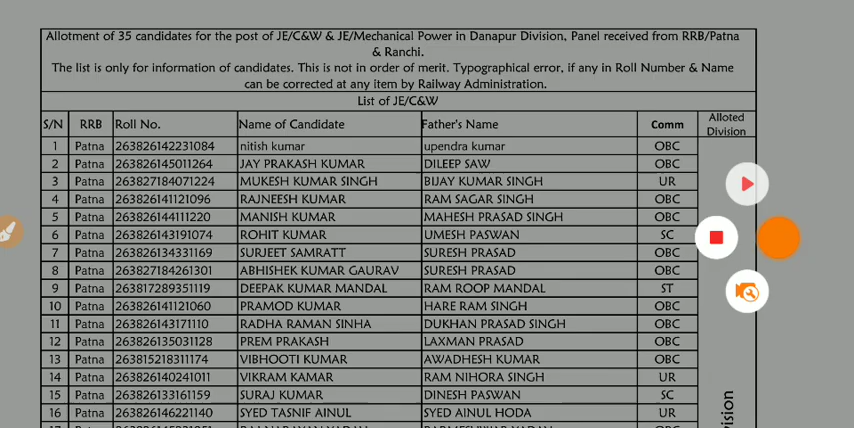 Allotment of 35 candidates for the post of JE/C&W & JE/Mechanical Power in Danapur Division, Panel received from RRB/Patna
& Ranchi.
The list is only for information of candidates. This is not in order of merit. Typographical error, if any in Roll Number & Name
can be corrected at any item by Railway Administration.
List of JE/C&W
S/N RRB Roll No. Name of Candidate Father's Name Comm Alloted Division
1 Patna 263826142231084 nitish kumar upendra kumar OBC
2 Patna 263826145011264 JAY PRAKASH KUMAR DILEEP SAW OBC
3 Patna 263827184071224 MUKESH KUMAR SINGH BIJAY KUMAR SINGH UR
4 Patna 263826141121096 RAJNEESH KUMAR RAM SAGAR SINGH OBC
5 Patna 263826144111220 MANISH KUMAR MAHESH PRASAD SINGH OBC
6 Patna 263826143191074 ROHIT KUMAR UMESH PASWAN SC
7 Patna 263826134331169 SURJEET SAMRATT SURESH PRASAD OBC
8 Patna 263827184261301 ABHISHEK KUMAR GAURAV SURESH PRASAD OBC
9 Patna 263817289351119 DEEPAK KUMAR MANDAL RAM ROOP MANDAL ST
10 Patna 263826141121060 PRAMOD KUMAR HARE RAM SINGH OBC
11 Patna 263826143171110 RADHA RAMAN SINHA DUKHAN PRASAD SINGH OBC
12 Patna 263826135031128 PREM PRAKASH LAXMAN PRASAD OBC
13 Patna 263815218311174 VIBHOOTI KUMAR AWADHESH KUMAR OBC
14 Patna 263826140241011 VIKRAM KAMAR RAM NIHORA SINGH UR
15 Patna 263826133161159 SURAJ KUMAR DINESH PASWAN SC
16 Patna 263826146221140 SYED TASNIF AINUL SYED AINUL HODA UR